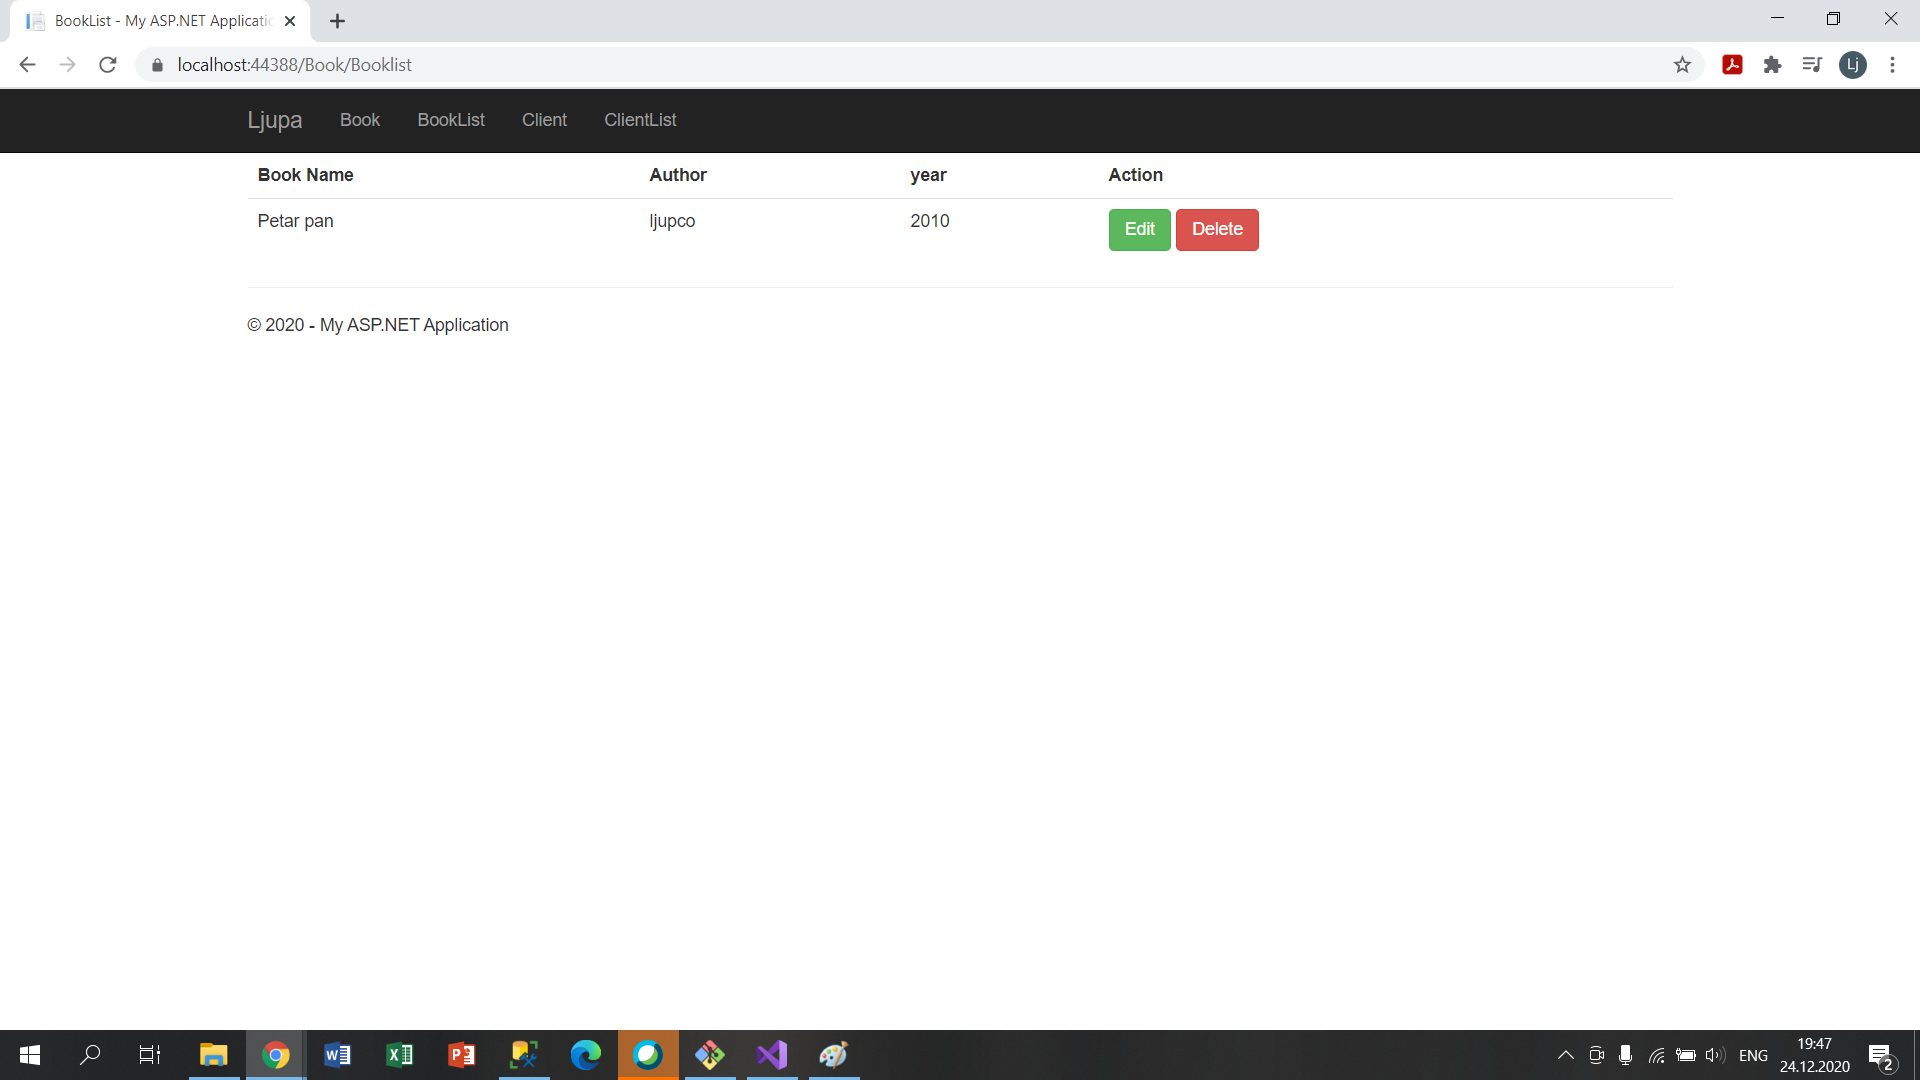 BookList - My ASP.NET Applicatio
localhost:44388/Book/Booklist
Lj
Ljupa Book BookList Client ClientList
Book Name Author year Action
Petar pan ljupco 2010 Edit Delete
© 2020 - My ASP.NET Application
ENG
19:47
24.12.2020
2